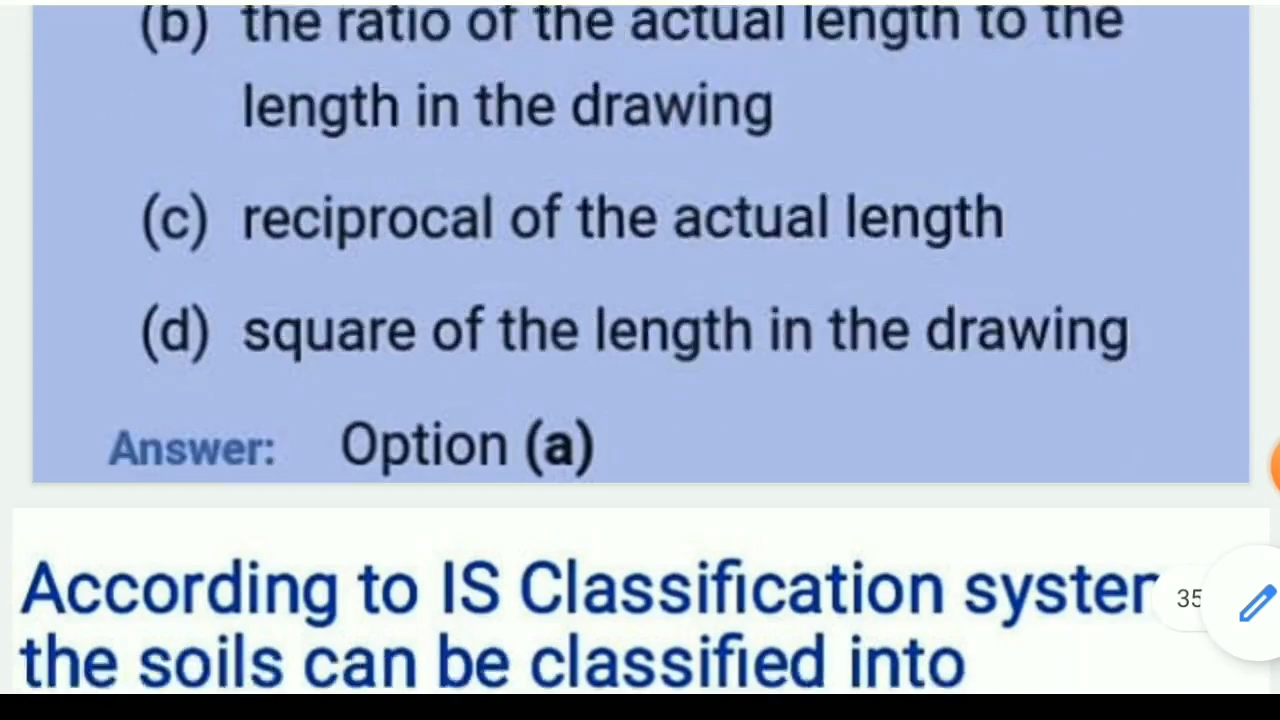 (b) the ratio of the actual length to the
length in the drawing
(c) reciprocal of the actual length
(d) square of the length in the drawing
Answer: Option (a)
According to IS Classification system
35
the soils can be classified into